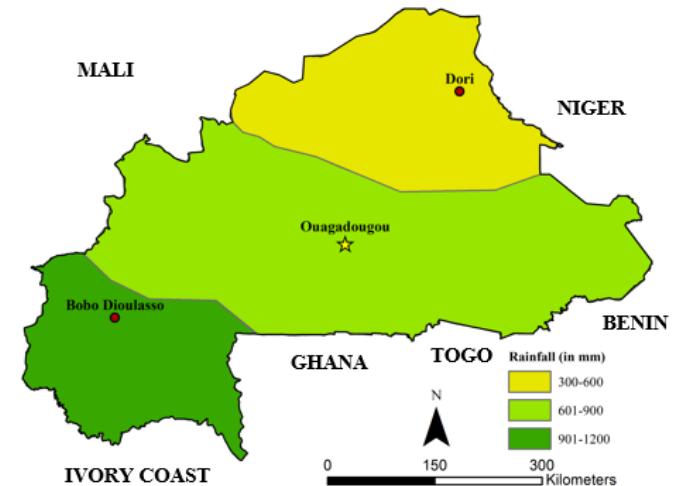 MALI
Dori
NIGER
Ouagadougou
Bobo Dioulasso
BENIN
GHANA
TOGO
IVORY COAST
Rainfall (in mm)
300-600
601-900
901-1200
N
0 150 300
Kilometers